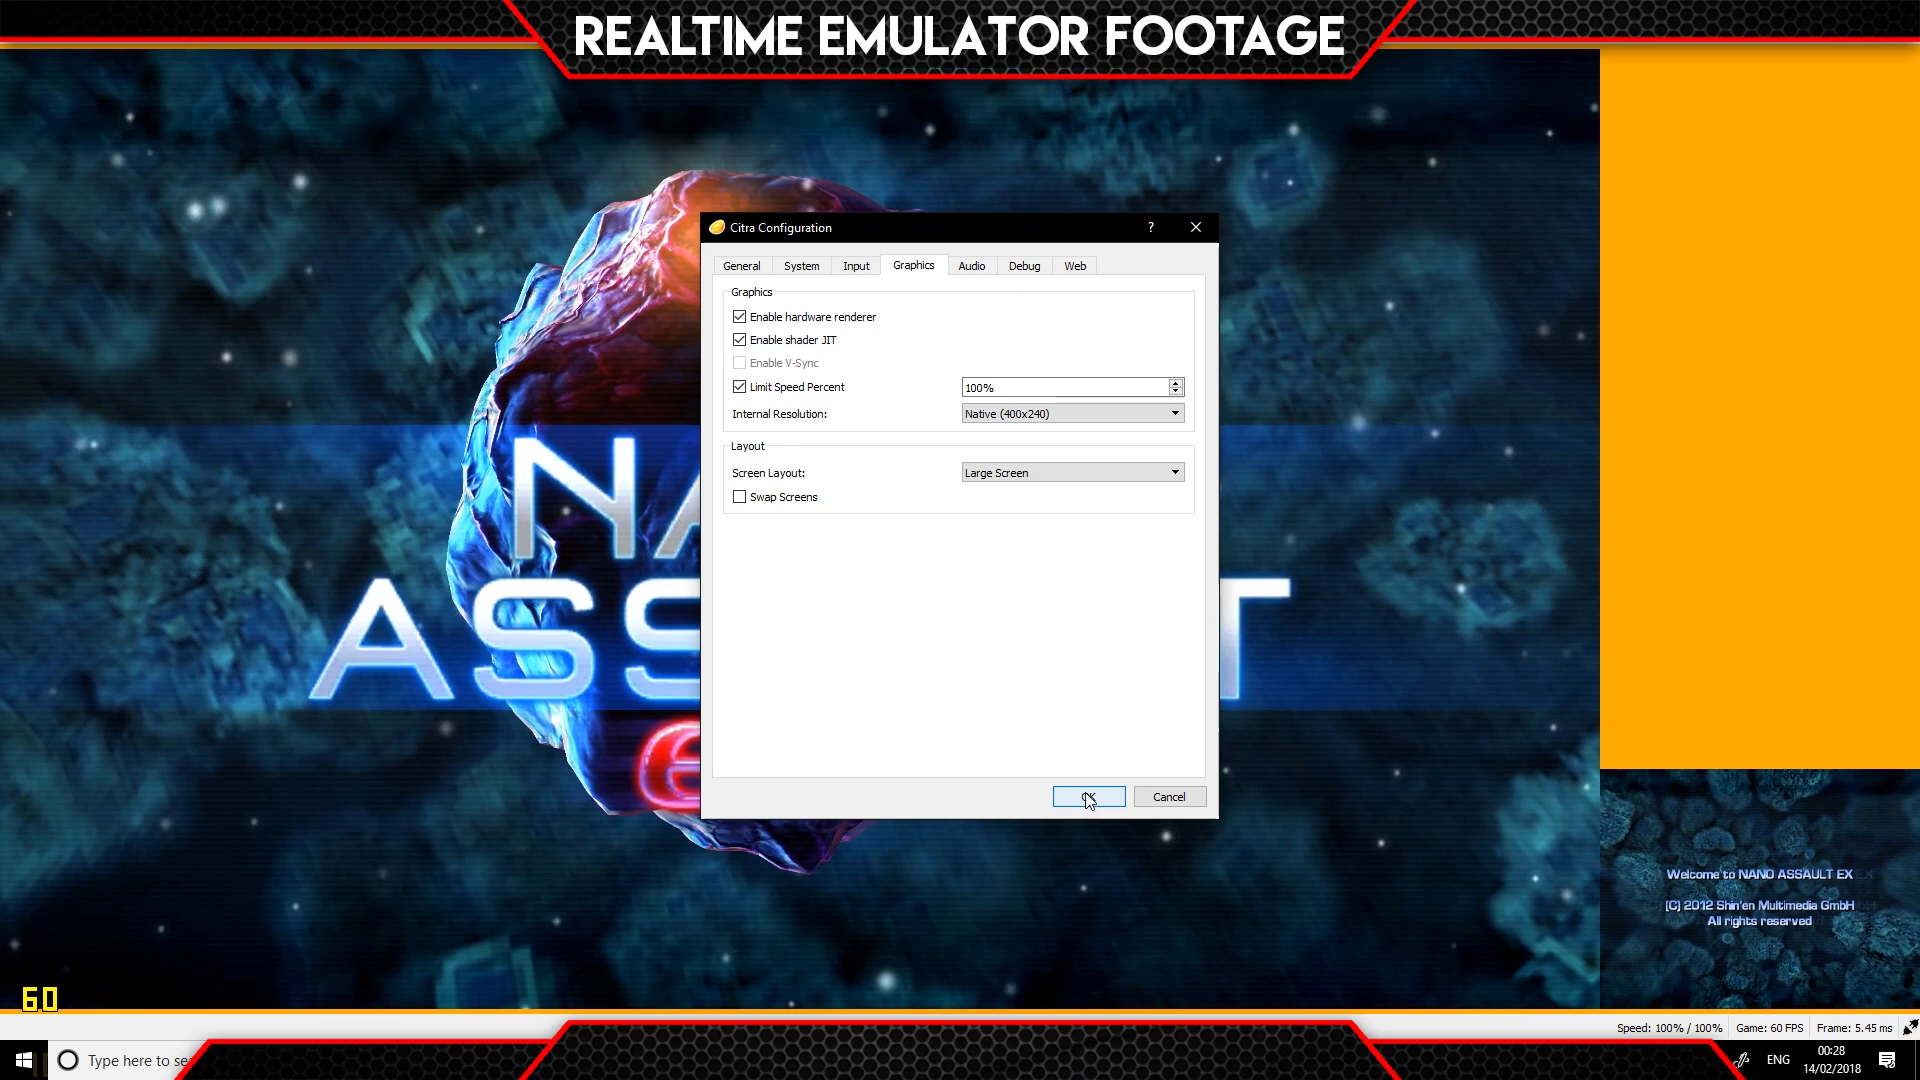 REALTIME EMULATOR FOOTAGE
Citra Configuration
?
General System Input Graphics Audio Debug Web
Graphics
Enable hardware renderer
Enable shader JIT
Enable V-Sync
Limit Speed Percent 100%
Internal Resolution: Native (400x240)
Layout
Screen Layout: Large Screen
Swap Screens
OK Cancel
Welcome to NANO ASSAULT EX
(C) 2012 Shin'en Multimedia GmbH
All rights reserved
60
Speed: 100% / 100% Game: 60 FPS Frame: 5.45 ms
Type here to
ENG
00:28
14/02/2018